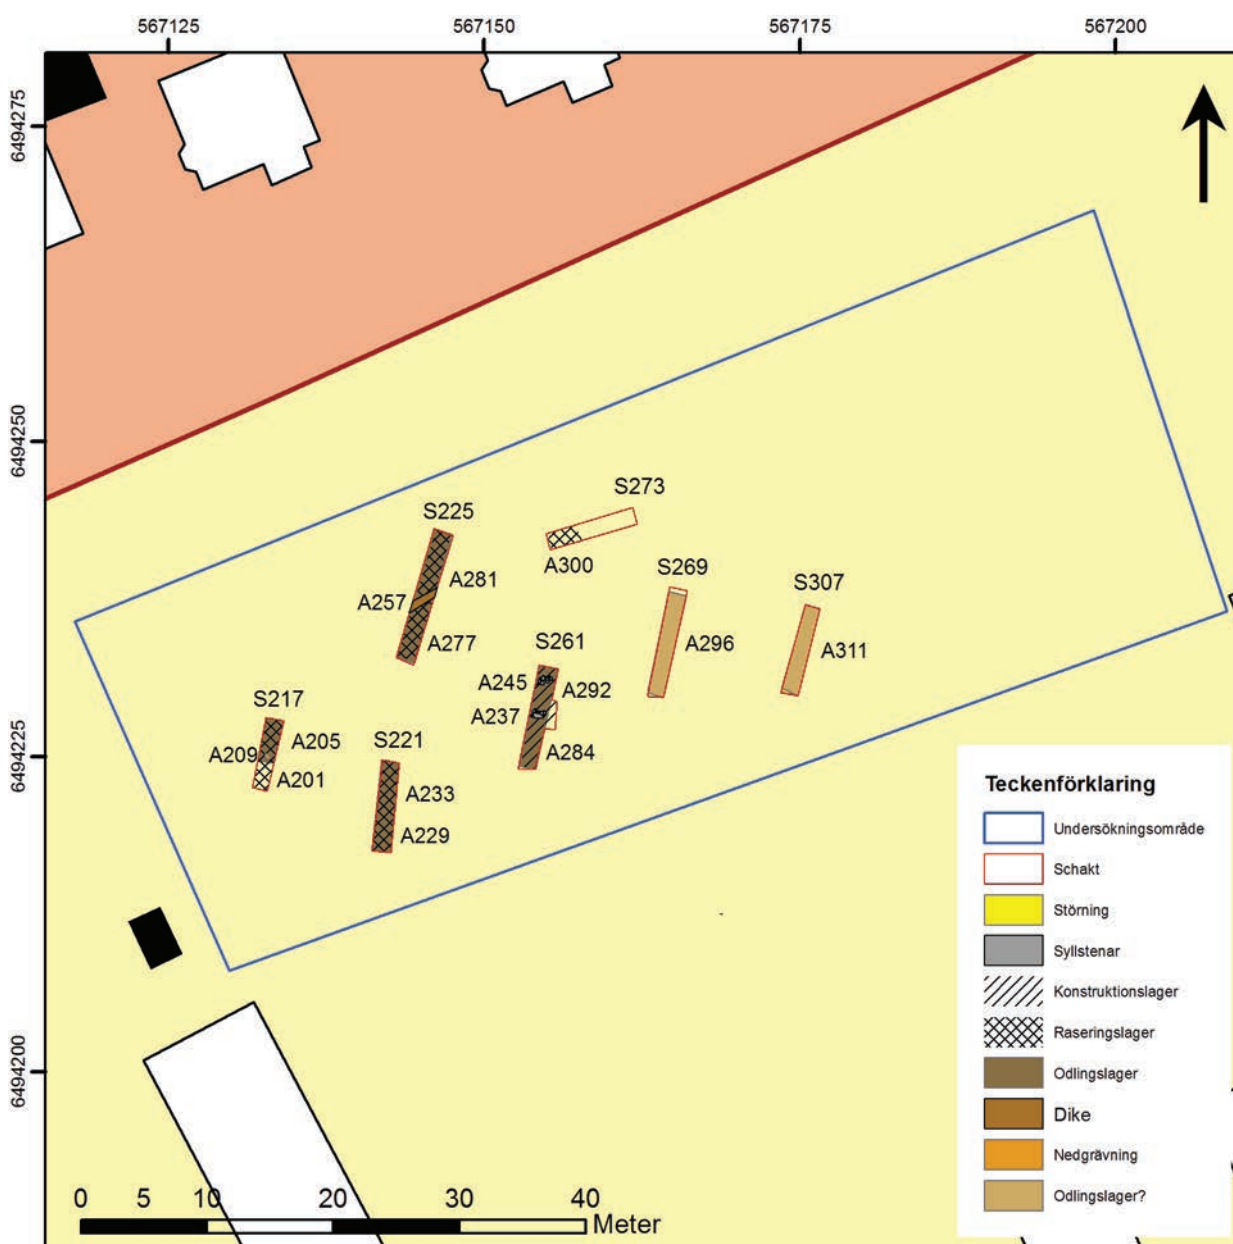 567125 567150 567175 567200
6494275
6494250
S273
S225
A300
S269
S307
A281
A257
A277
S261
A296
A311
A245
A292
S217
A237
A205
S221
6494225
A209
A284
A201
A233
A229
Teckenförklaring
Undersökningsområde
Schakt
Störning
Syllstenar
Konstruktionslager
Raseringslager
Odlingslager
Dike
Nedgrävning
Odlingslager?
6494200
0 5 10 20 30 40
Meter